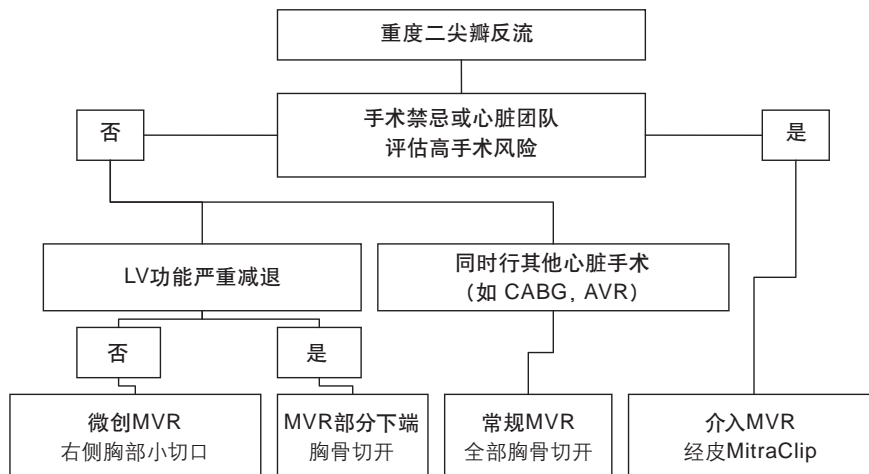 重度二尖瓣反流
否
手术禁忌或心脏团队
评估高手术风险
是
LV功能严重减退
同时行其他心脏手术
（如 CABG，AVR）
否
是
微创MVR
右侧胸部小切口
MVR部分下端
胸骨切开
常规MVR
全部胸骨切开
介入MVR
经皮MitraClip